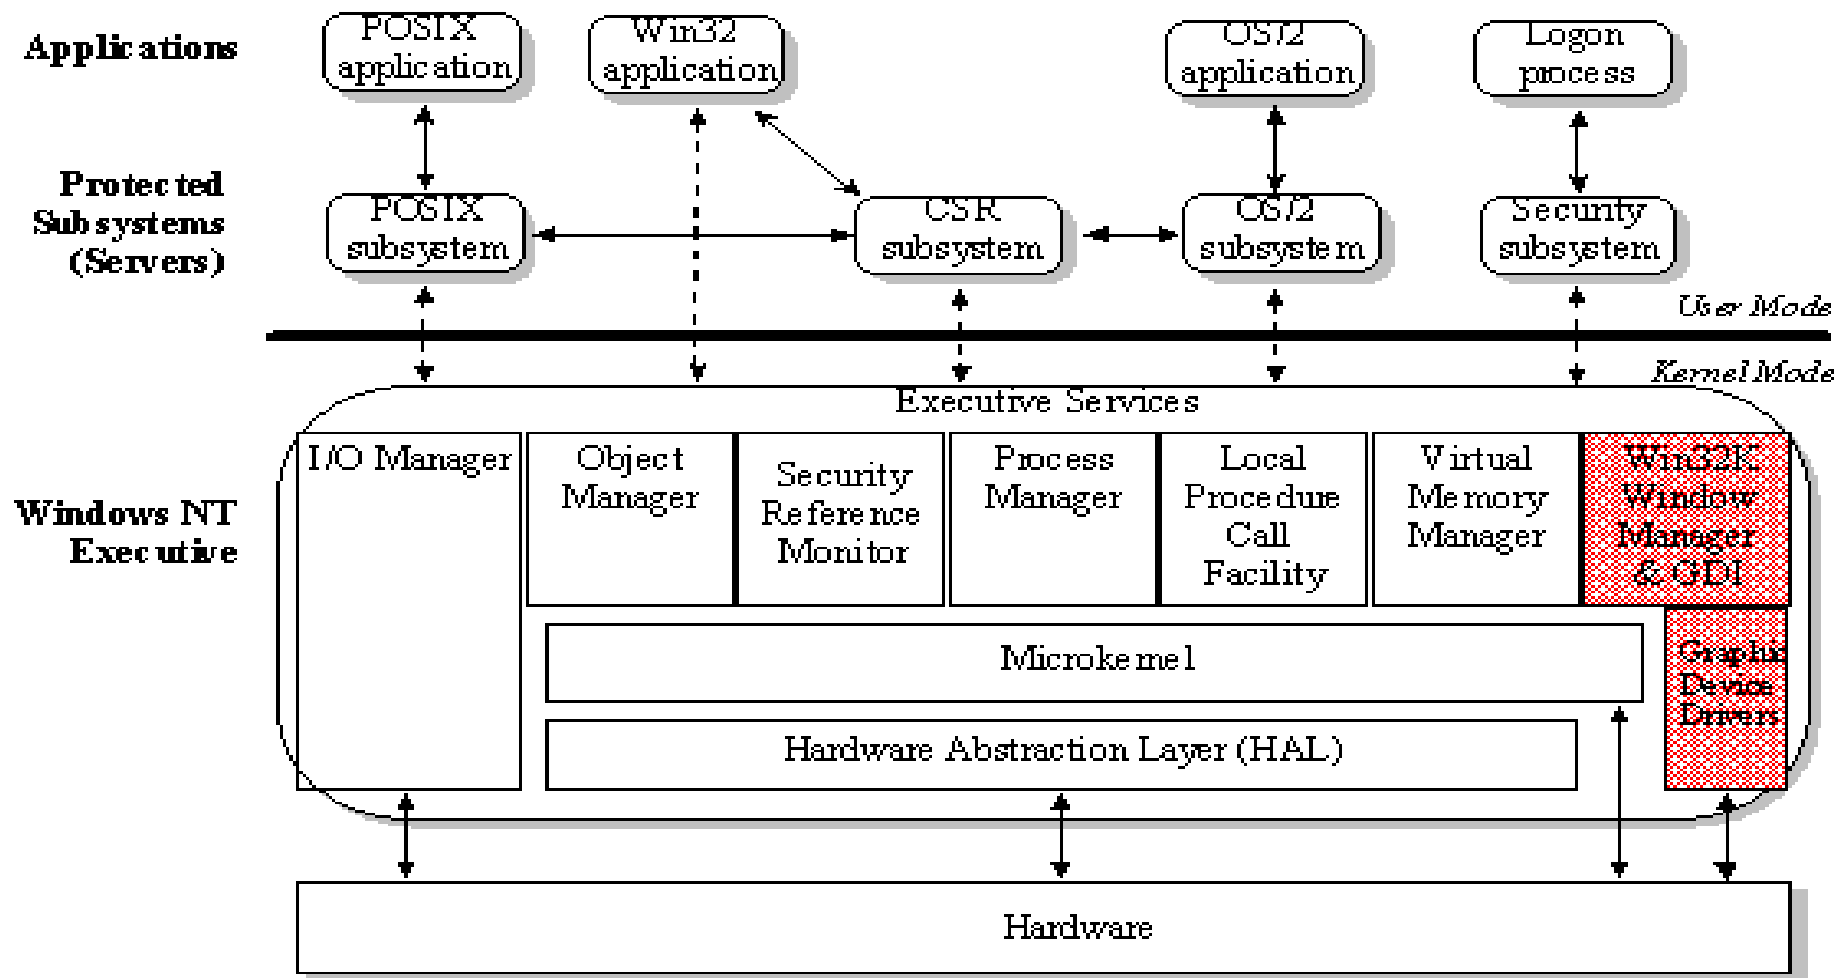 Applications
POSIX
application
Win32
application
OS/2
application
Logon
process
Protected
Subsystems
(Servers)
POSIX
subsystem
CSR
subsystem
OS/2
subsystem
Security
subsystem
User Mode
Kernel Mode
Executive Services
Windows NT
Executive
I/O Manager
Object
Manager
Security
Reference
Monitor
Process
Manager
Local
Procedure
Call
Facility
Virtual
Memory
Manager
Win32K
Window
Manager
& GDI
Microkernel
Graphic
Device
Drivers
Hardware Abstraction Layer (HAL)
Hardware